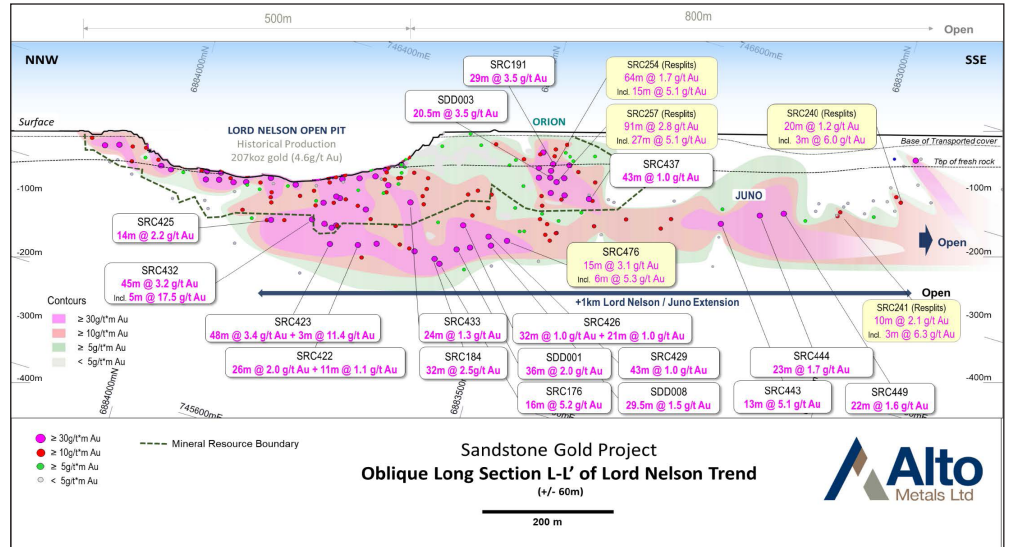 500m
800m
Open
NNW
SSE
6884000mN
746400mE
746600mE
6883000mN
SRC191
29m @ 3.5 g/t Au
SRC254 (Resplits)
64m @ 1.7 g/t Au
Incl. 15m @ 5.1 g/t Au
SDD003
20.5m @ 3.5 g/t Au
ORION
SRC257 (Resplits)
91m @ 2.8 g/t Au
Incl. 27m @ 5.1 g/t Au
SRC240 (Resplits)
20m @ 1.2 g/t Au
Incl. 3m @ 6.0 g/t Au
Surface
LORD NELSON OPEN PIT
Historical Production
207koz gold (4.6g/t Au)
Base of Transported cover
Top of fresh rock
SRC437
43m @ 1.0 g/t Au
-100m
-100m
JUNO
SRC425
14m @ 2.2 g/t Au
-200m
-200m
Open
SRC432
45m @ 3.2 g/t Au
Incl. 5m @ 17.5 g/t Au
SRC476
15m @ 3.1 g/t Au
Incl. 6m @ 5.3 g/t Au
+1km Lord Nelson / Juno Extension
Open
Contours
≥ 30g/t*m Au
≥ 10g/t*m Au
≥ 5g/t*m Au
< 5g/t*m Au
-300m
-300m
SRC241 (Resplits)
10m @ 2.1 g/t Au
Incl. 3m @ 6.3 g/t Au
SRC423
48m @ 3.4 g/t Au + 3m @ 11.4 g/t Au
SRC433
24m @ 1.3 g/t Au
SRC426
32m @ 1.0 g/t Au + 21m @ 1.0 g/t Au
SRC422
26m @ 2.0 g/t Au + 11m @ 1.1 g/t Au
SRC184
32m @ 2.5g/t Au
SDD001
36m @ 2.0 g/t Au
SRC429
43m @ 1.0 g/t Au
SRC444
23m @ 1.7 g/t Au
SRC176
16m @ 5.2 g/t Au
SDD008
29.5m @ 1.5 g/t Au
SRC443
13m @ 5.1 g/t Au
SRC449
22m @ 1.6 g/t Au
-400m
-400m
6884000mN
745600mE
6883500mN
≥ 30g/t*m Au
≥ 10g/t*m Au
≥ 5g/t*m Au
< 5g/t*m Au
Mineral Resource Boundary
Sandstone Gold Project
Oblique Long Section L-L’ of Lord Nelson Trend
(+/- 60m)
200 m
Alto
Metals Ltd